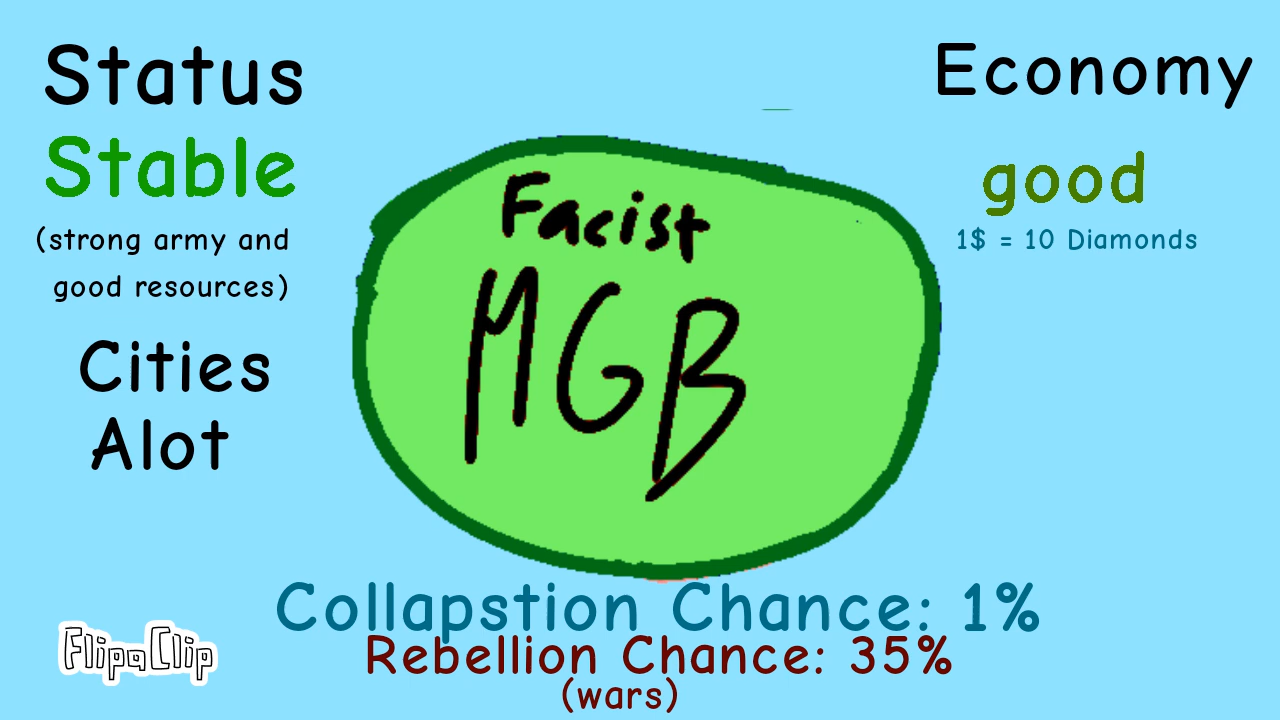 Status
Stable
(strong army and
good resources)
Cities
Alot
Economy
good
1$ = 10 Diamonds
Facist
MGB
Collapstion Chance: 1%
Rebellion Chance: 35%
(wars)
FlipaClip